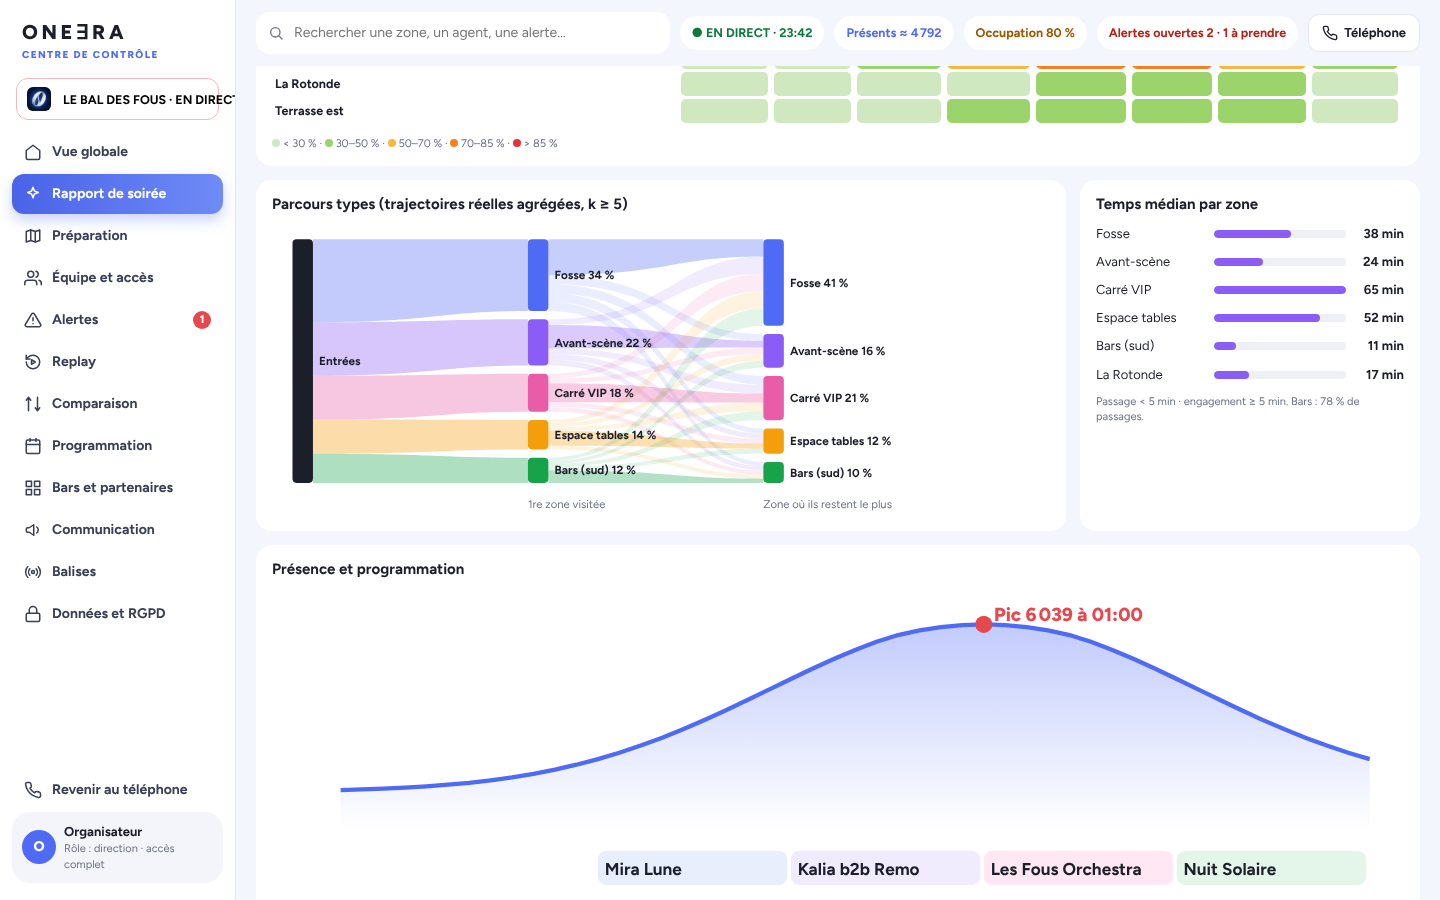 ONEƎRA
CENTRE DE CONTRÔLE
LE BAL DES FOUS · EN DIRECT
Vue globale
Rapport de soirée
Préparation
Équipe et accès
Alertes
1
Replay
Comparaison
Programmation
Bars et partenaires
Communication
Balises
Données et RGPD
Revenir au téléphone
O
Organisateur
Rôle : direction · accès
complet
Rechercher une zone, un agent, une alerte...
EN DIRECT · 23:42
Présents ≈ 4 792
Occupation 80 %
Alertes ouvertes 2 · 1 à prendre
Téléphone
La Rotonde
Terrasse est
< 30 % · 30–50 % · 50–70 % · 70–85 % · > 85 %
Parcours types (trajectoires réelles agrégées, k ≥ 5)
Entrées
Fosse 34 %
Avant-scène 22 %
Carré VIP 18 %
Espace tables 14 %
Bars (sud) 12 %
Fosse 41 %
Avant-scène 16 %
Carré VIP 21 %
Espace tables 12 %
Bars (sud) 10 %
1re zone visitée
Zone où ils restent le plus
Temps médian par zone
Fosse 38 min
Avant-scène 24 min
Carré VIP 65 min
Espace tables 52 min
Bars (sud) 11 min
La Rotonde 17 min
Passage < 5 min · engagement ≥ 5 min. Bars : 78 % de
passages.
Présence et programmation
Pic 6 039 à 01:00
Mira Lune
Kalia b2b Remo
Les Fous Orchestra
Nuit Solaire